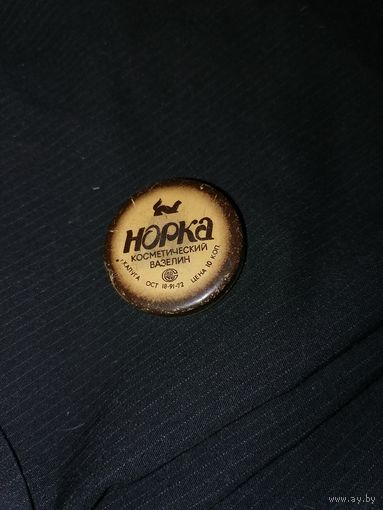 НОРКА
КОСМЕТИЧЕСКИЙ
ВАЗЕЛИН
г. КАЛУГА ОСТ 18-91-72 ЦЕНА 10 КОП
www.ay.by